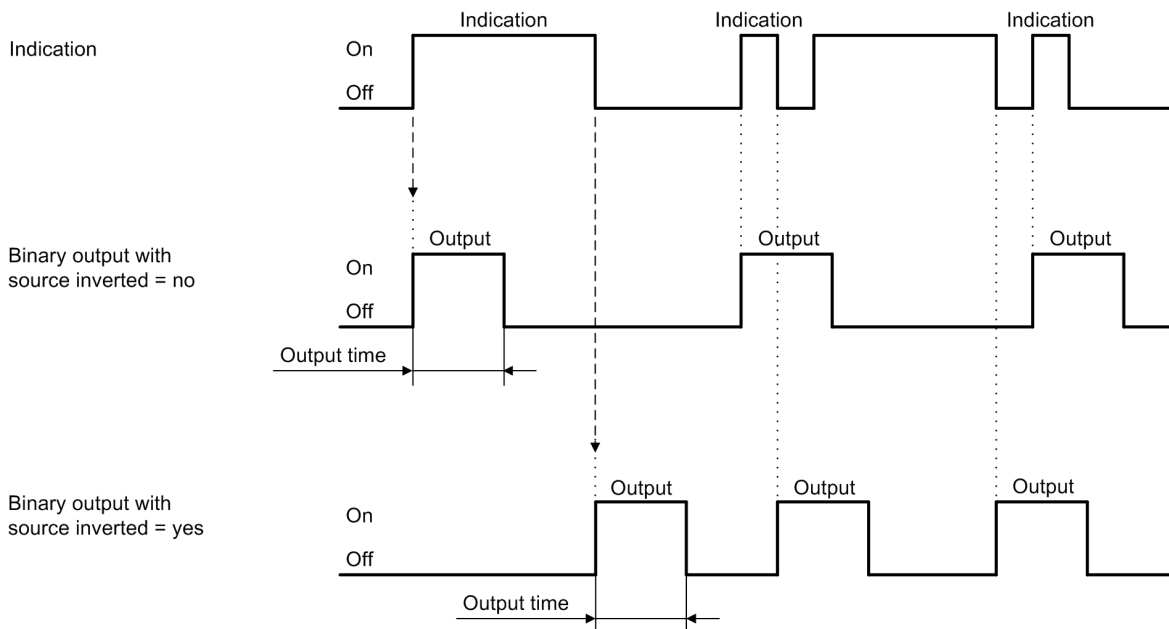 Indication Indication Indication
Indication
On
Off
Binary output with
source inverted = no
Output Output Output
On
Off
Output time
Binary output with
source inverted = yes
Output Output Output
On
Off
Output time